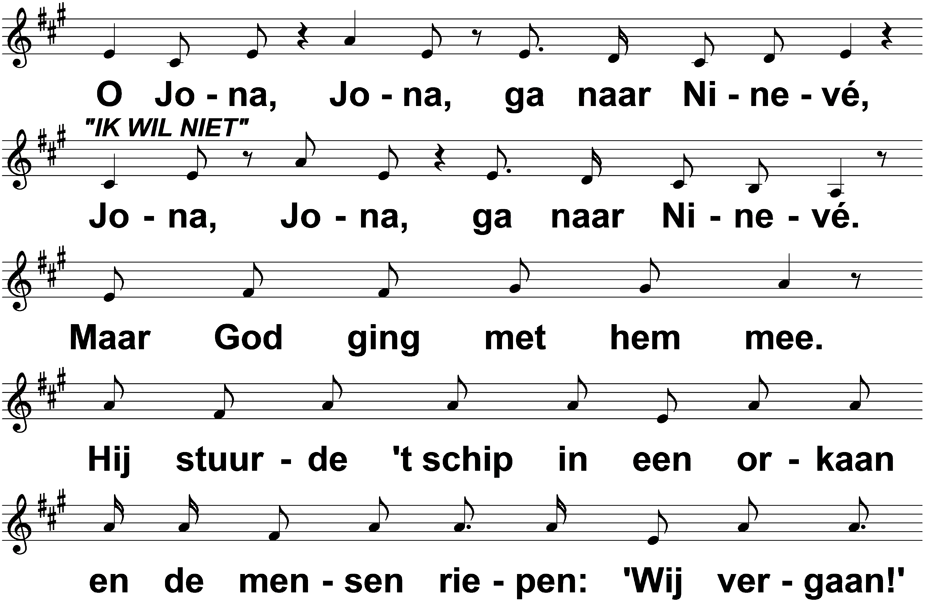 O Jo - na, Jo - na, ga naar Ni - ne - vé,
"IK WIL NIET"
Jo - na, Jo - na, ga naar Ni - ne - vé.
Maar God ging met hem mee.
Hij stuur - de 't schip in een or - kaan
en de men - sen rie - pen: 'Wij ver - gaan!'